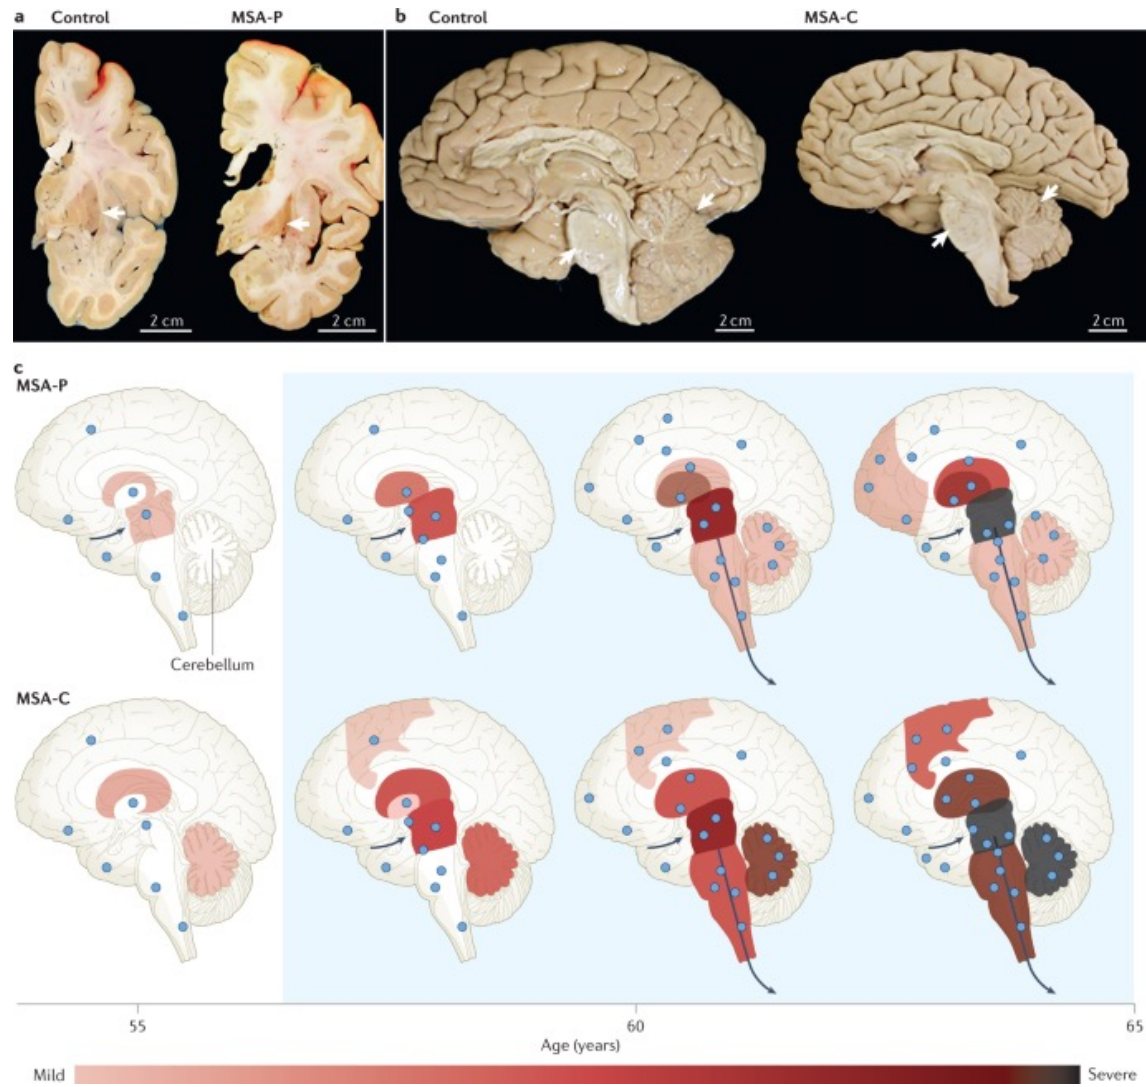 a Control MSA-P b Control MSA-C
2 cm 2 cm 2 cm 2 cm
c
MSA-P
Cerebellum
MSA-C
55 60 65
Age (years)
Mild Severe